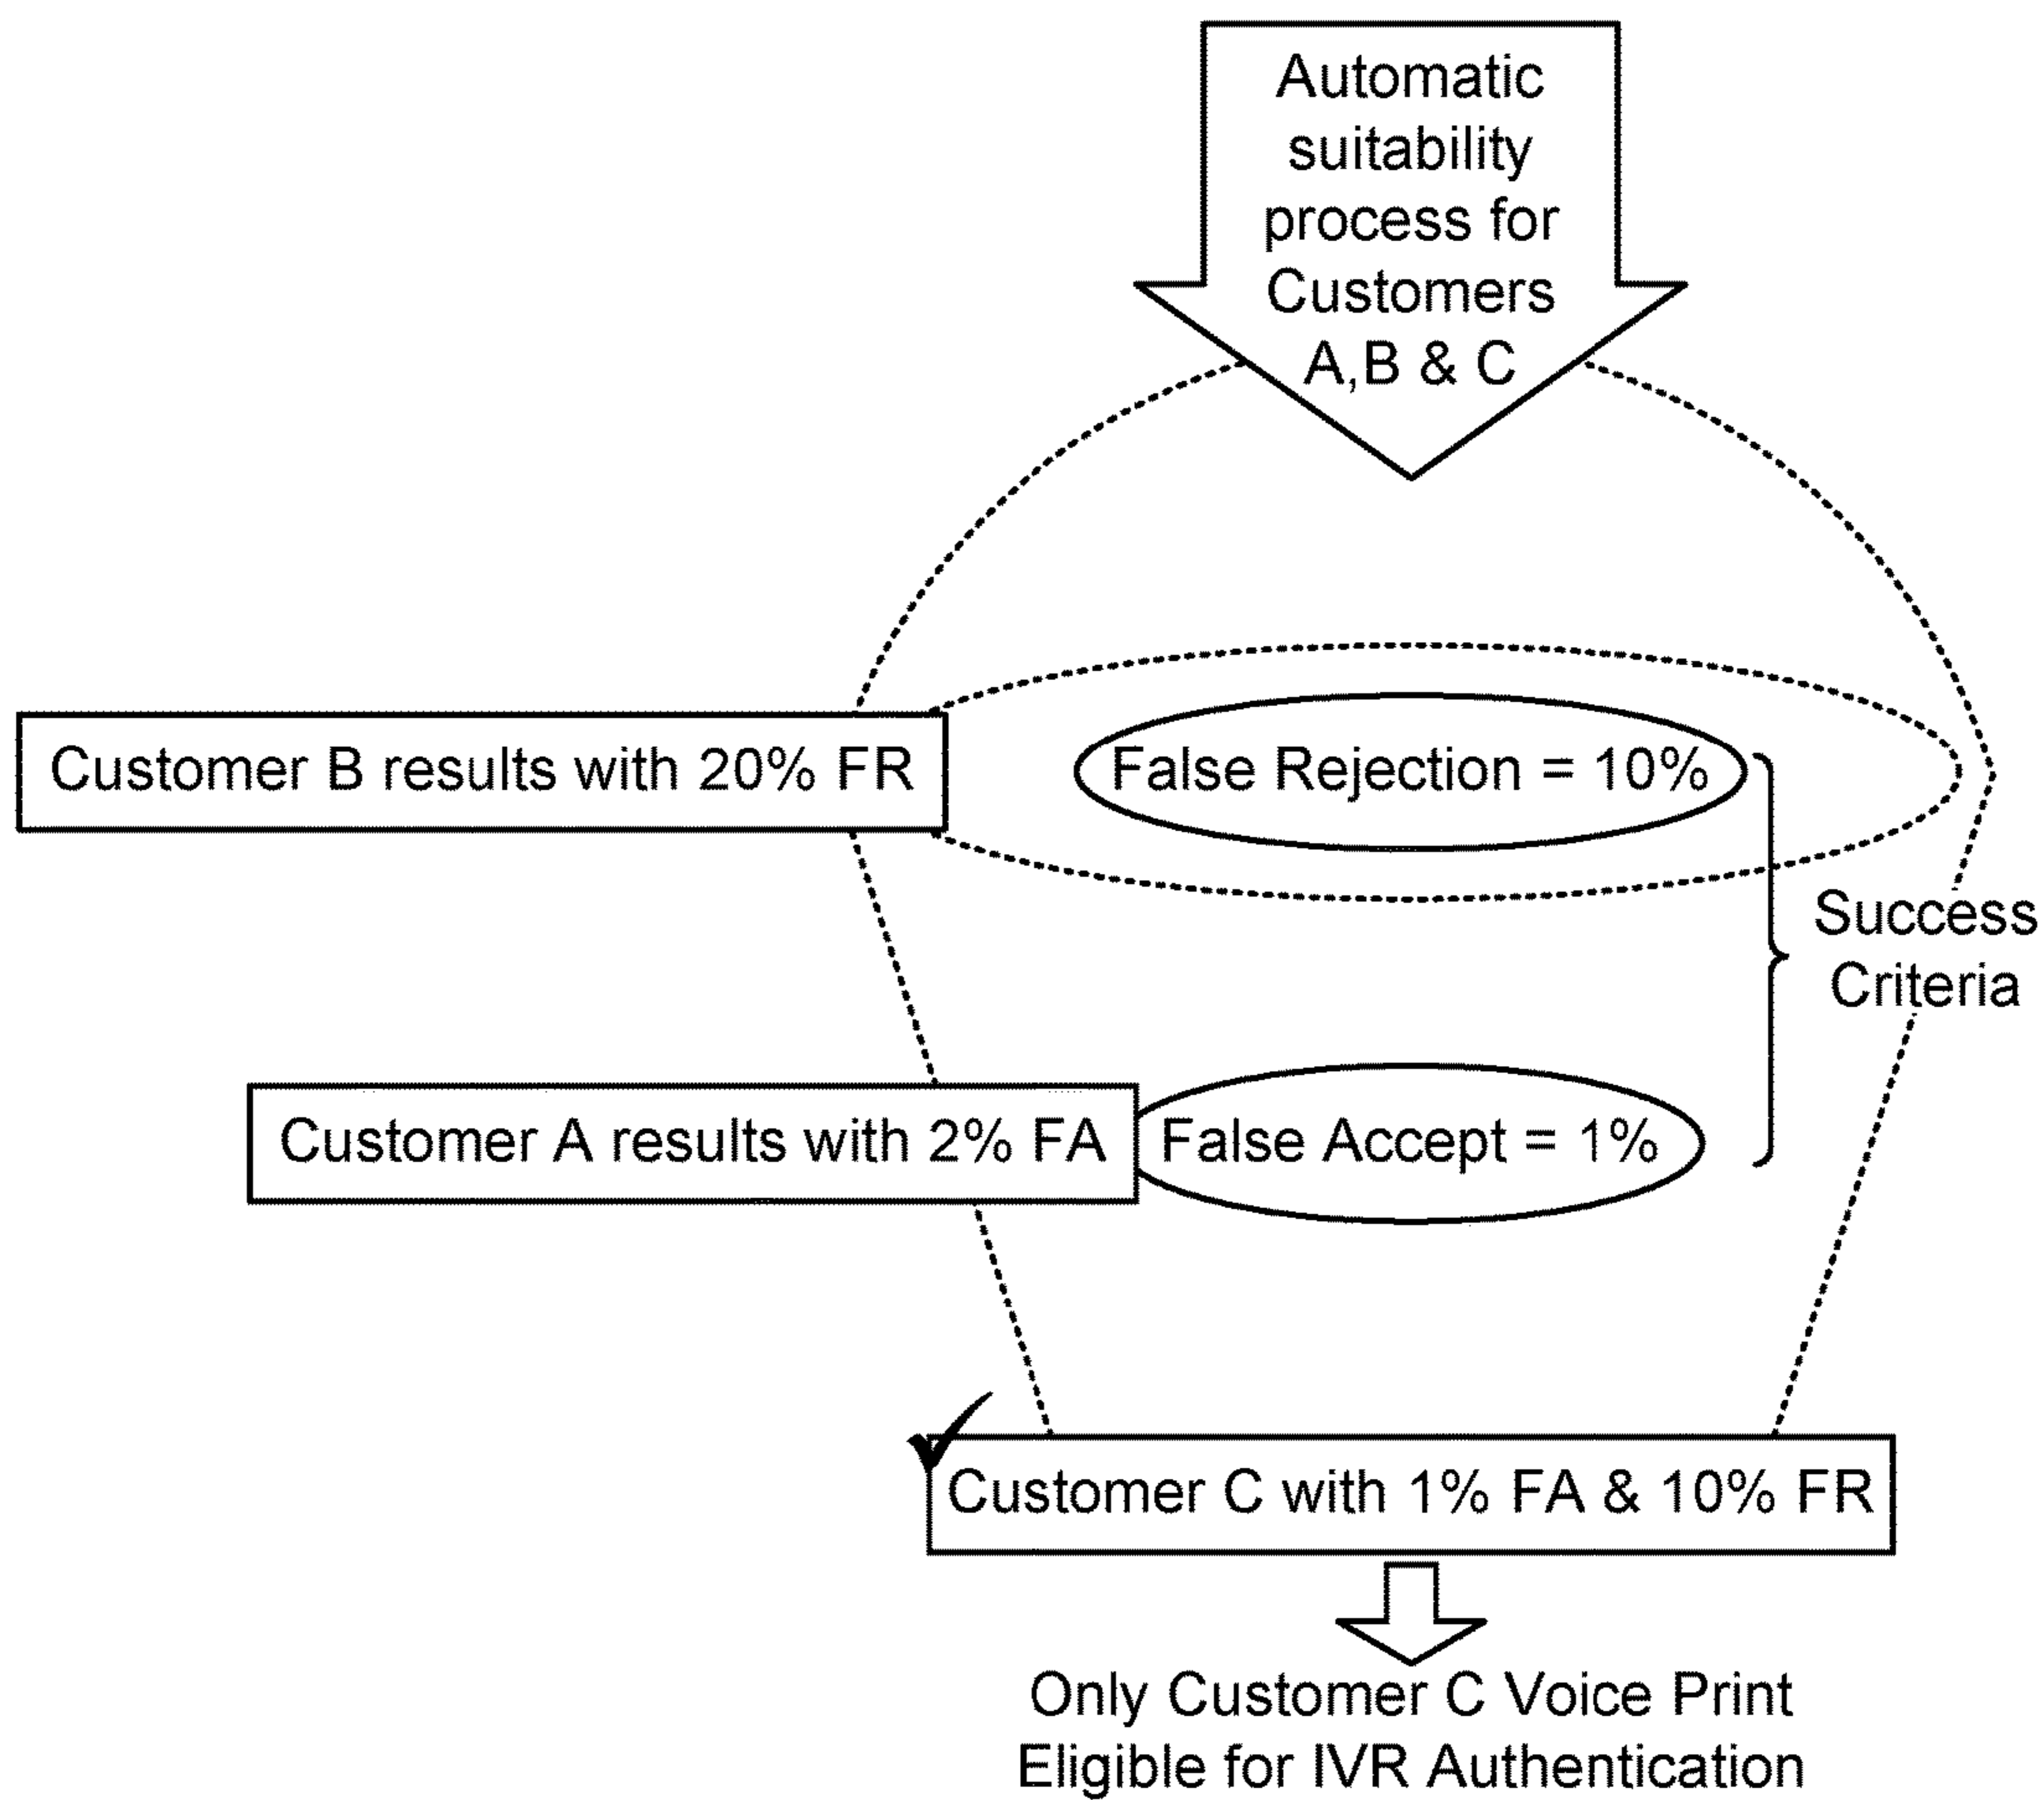 Automatic
suitability
process for
Customers
A,B & C
Customer B results with 20% FR
False Rejection = 10%
Success
Criteria
Customer A results with 2% FA
False Accept = 1%
Customer C with 1% FA & 10% FR
Only Customer C Voice Print
Eligible for IVR Authentication